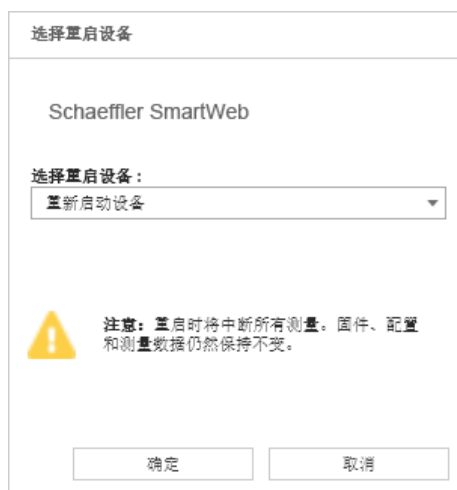 选择重启设备
Schaeffler SmartWeb
选择重启设备：
重新启动设备
注意：重启时将中断所有测量。固件、配置
和测量数据仍然保持不变。
确定
取消